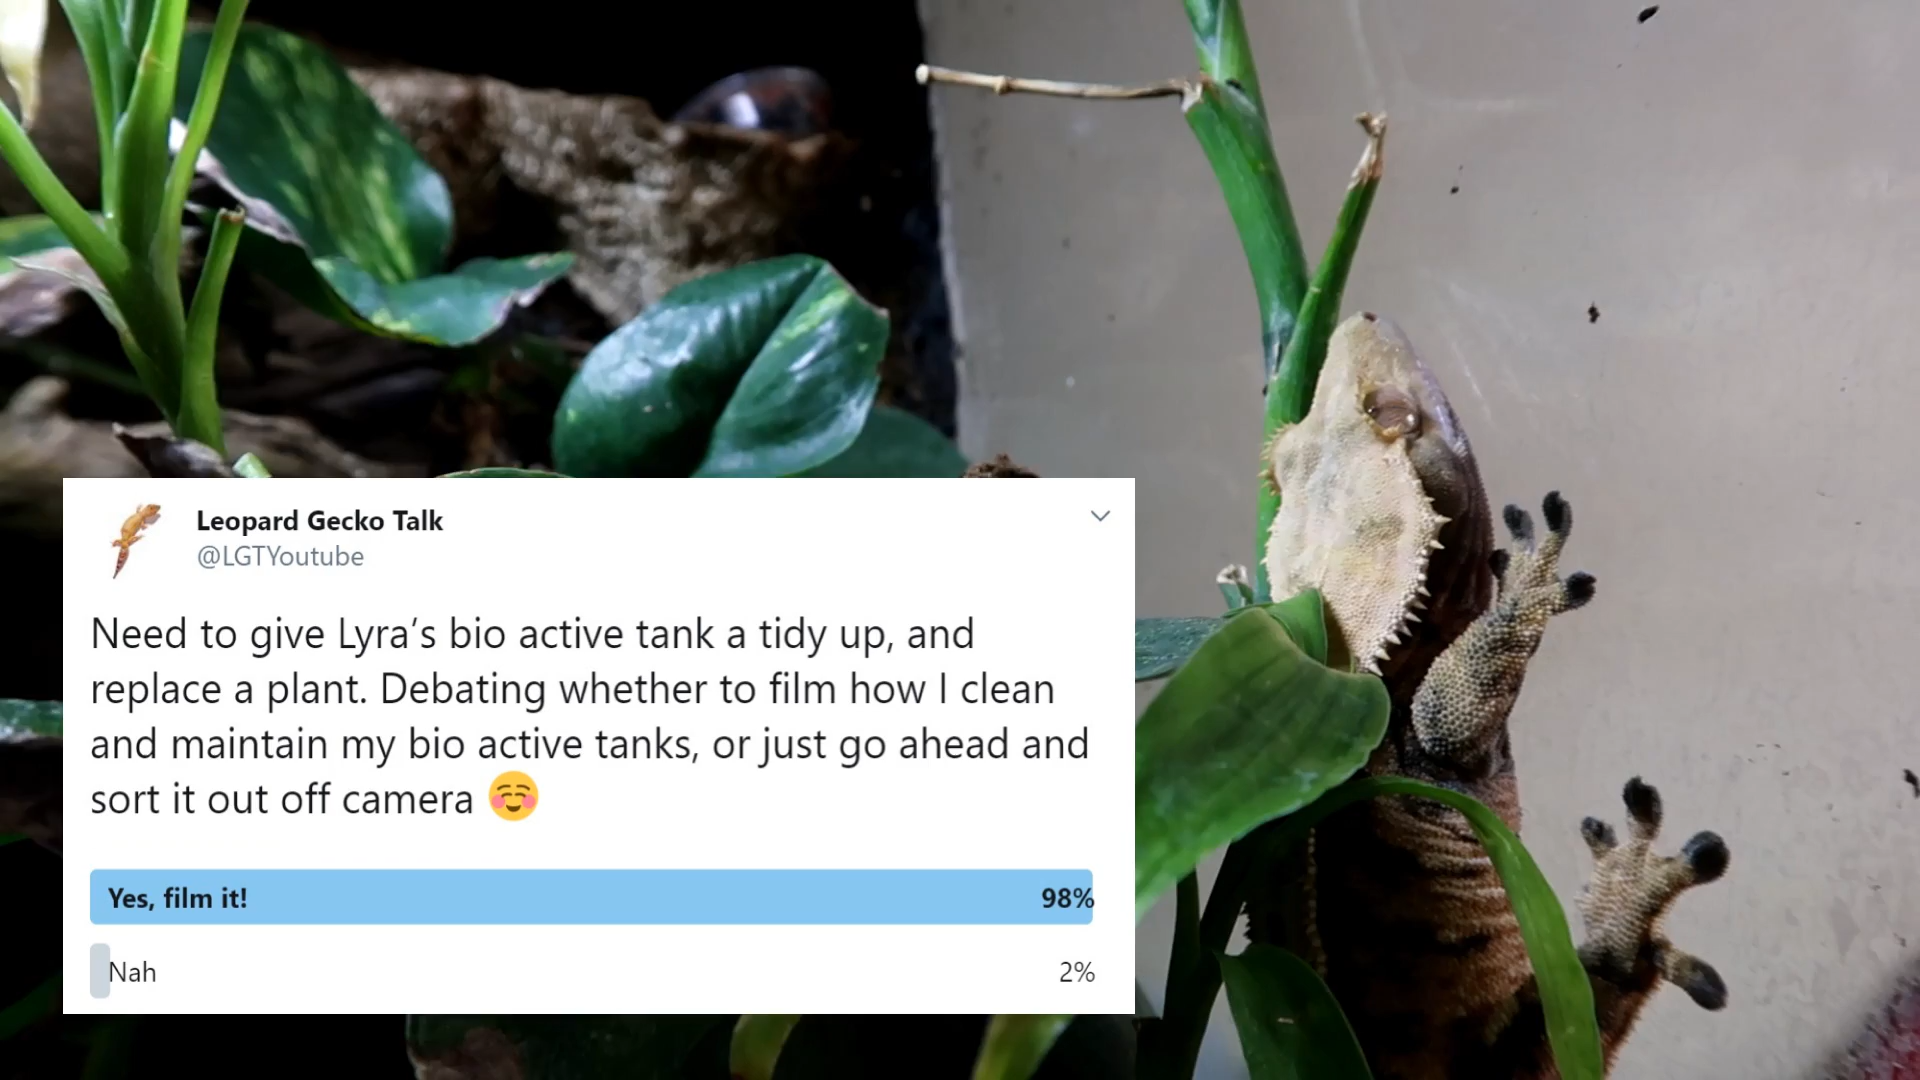 Leopard Gecko Talk
@LGTYoutube
Need to give Lyra’s bio active tank a tidy up, and
replace a plant. Debating whether to film how I clean
and maintain my bio active tanks, or just go ahead and
sort it out off camera ☺️
Yes, film it! 98%
Nah 2%